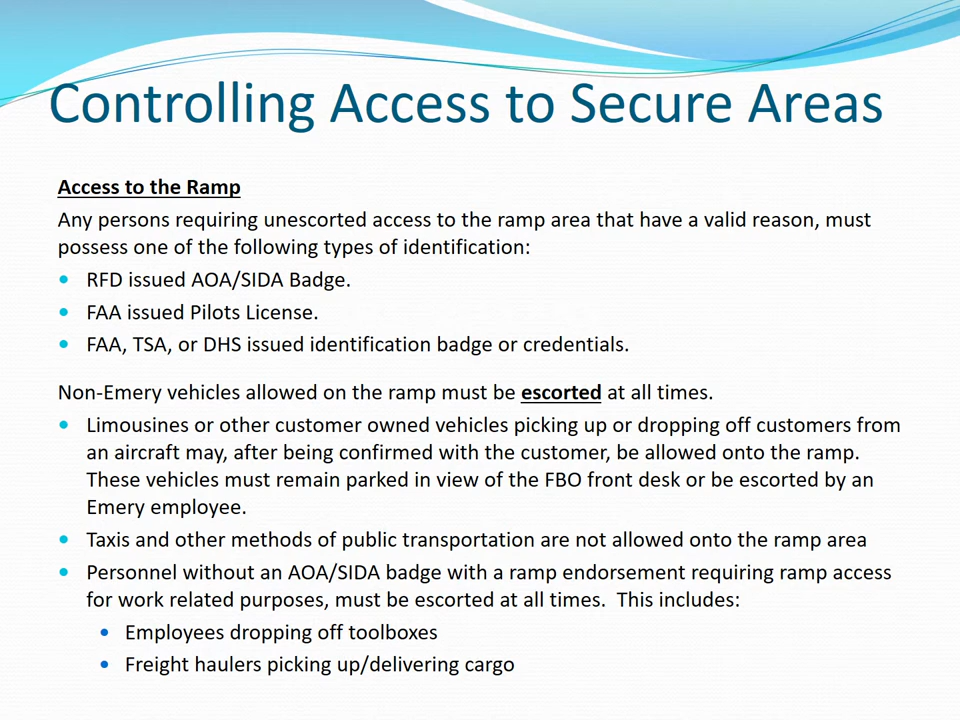 Controlling Access to Secure Areas
Access to the Ramp
Any persons requiring unescorted access to the ramp area that have a valid reason, must
possess one of the following types of identification:
• RFD issued AOA/SIDA Badge.
• FAA issued Pilots License.
• FAA, TSA, or DHS issued identification badge or credentials.
Non-Emery vehicles allowed on the ramp must be escorted at all times.
• Limousines or other customer owned vehicles picking up or dropping off customers from
an aircraft may, after being confirmed with the customer, be allowed onto the ramp.
These vehicles must remain parked in view of the FBO front desk or be escorted by an
Emery employee.
• Taxis and other methods of public transportation are not allowed onto the ramp area
• Personnel without an AOA/SIDA badge with a ramp endorsement requiring ramp access
for work related purposes, must be escorted at all times.  This includes:
• Employees dropping off toolboxes
• Freight haulers picking up/delivering cargo